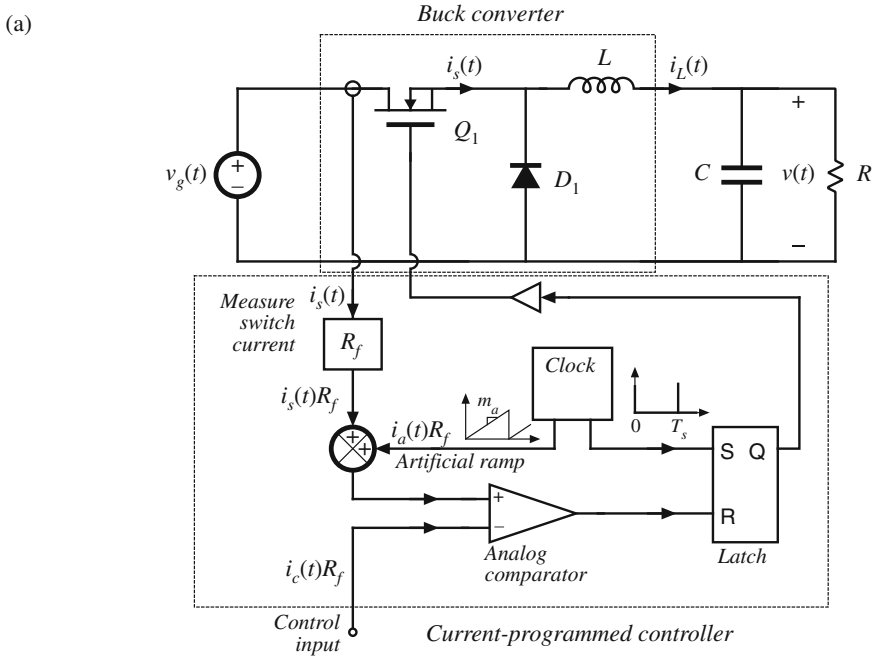 (a)
Buck converter
i_s(t)
L
i_L(t)
Q_1
+
v_g(t)
+
–
D_1
C
v(t)
R
–
Measure
switch
current
i_s(t)
R_f
Clock
i_s(t)R_f
m_a
0
T_s
+
+
i_a(t)R_f
Artificial ramp
S Q
R
+
–
Analog
comparator
Latch
i_c(t)R_f
Control
input
Current-programmed controller